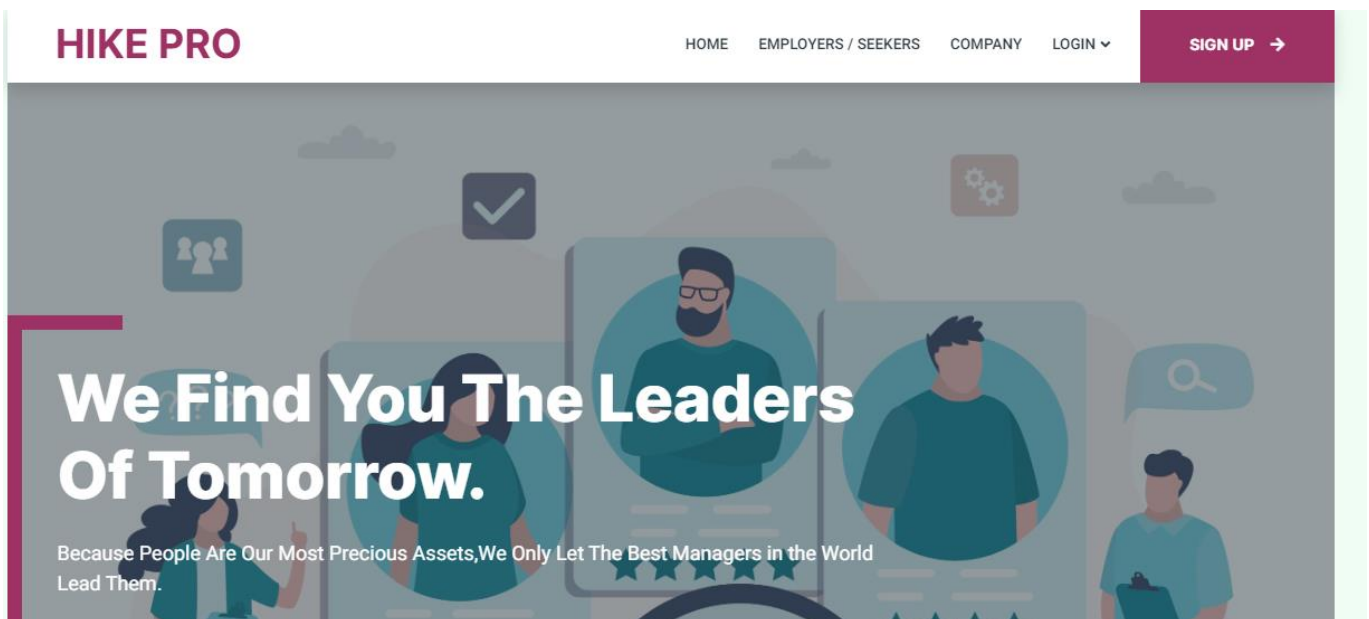 HIKE PRO
HOME EMPLOYERS / SEEKERS COMPANY LOGIN SIGN UP
???
We Find You The Leaders
Of Tomorrow.
Because People Are Our Most Precious Assets,We Only Let The Best Managers in the World
Lead Them.